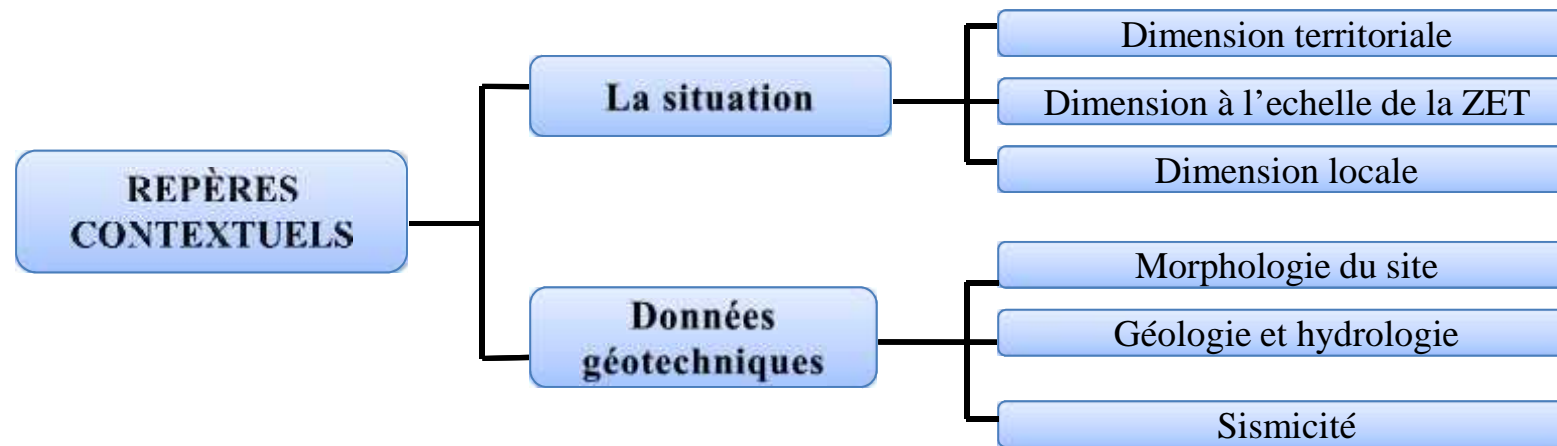 REPÈRES
CONTEXTUELS
La situation
Dimension territoriale
Dimension à l’echelle de la ZET
Dimension locale
Données
géotechniques
Morphologie du site
Géologie et hydrologie
Sismicité